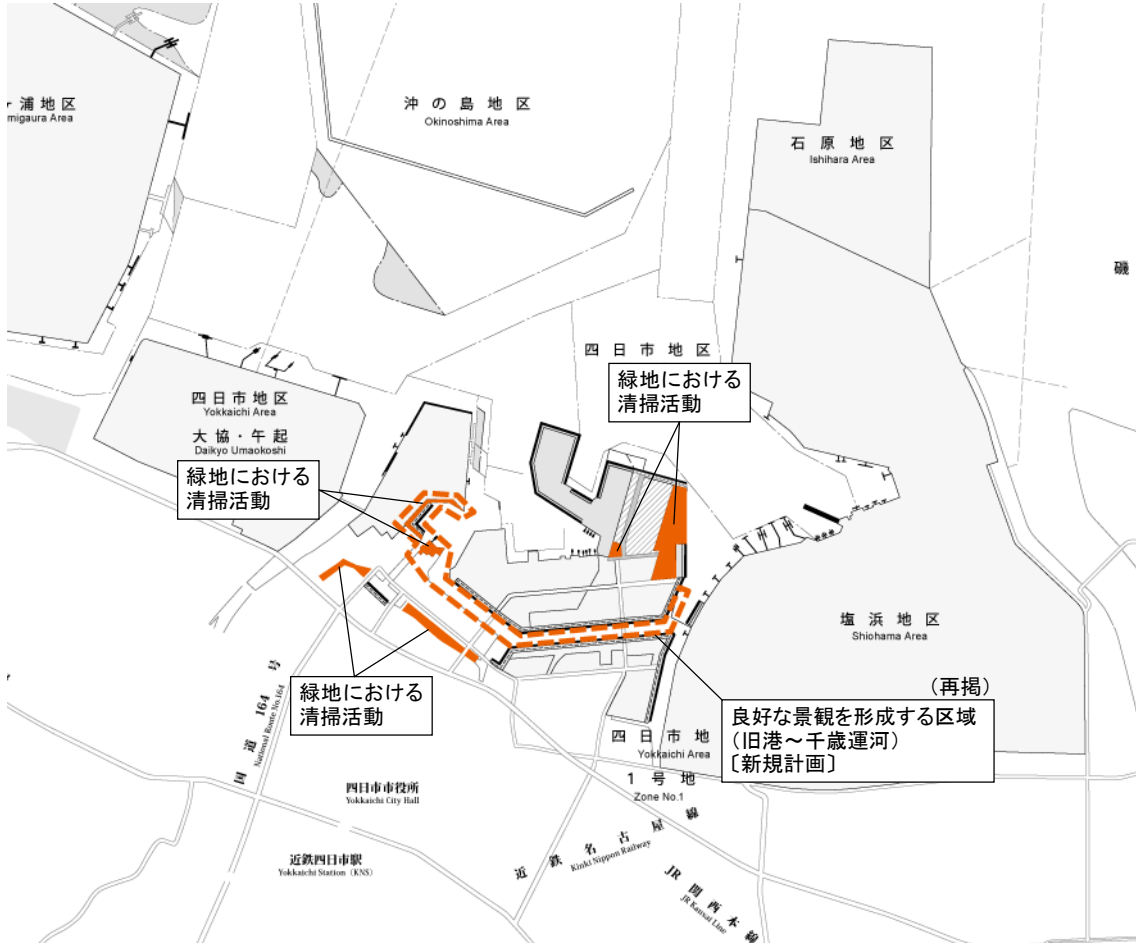 浦地区
migaura Area
沖の島地区
Okinoshima Area
石原地区
Ishihara Area
磯
四日市地区
緑地における
清掃活動
四日市地区
Yokkaichi Area
大協・午起
Daikyo Umaokoshi
緑地における
清掃活動
塩浜地区
Shiohama Area
緑地における
清掃活動
(再掲)
良好な景観を形成する区域
(旧港～千歳運河)
〔新規計画〕
四日市地
Yokkaichi Area
1号地
Zone No.1
国道164号
National Route No.164
四日市市役所
Yokkaichi City Hall
近鉄四日市駅
Yokkaichi Station (KNS)
近鉄名古屋線
Kinki Nippon Railway
JR関西本線
JR Kansai Line